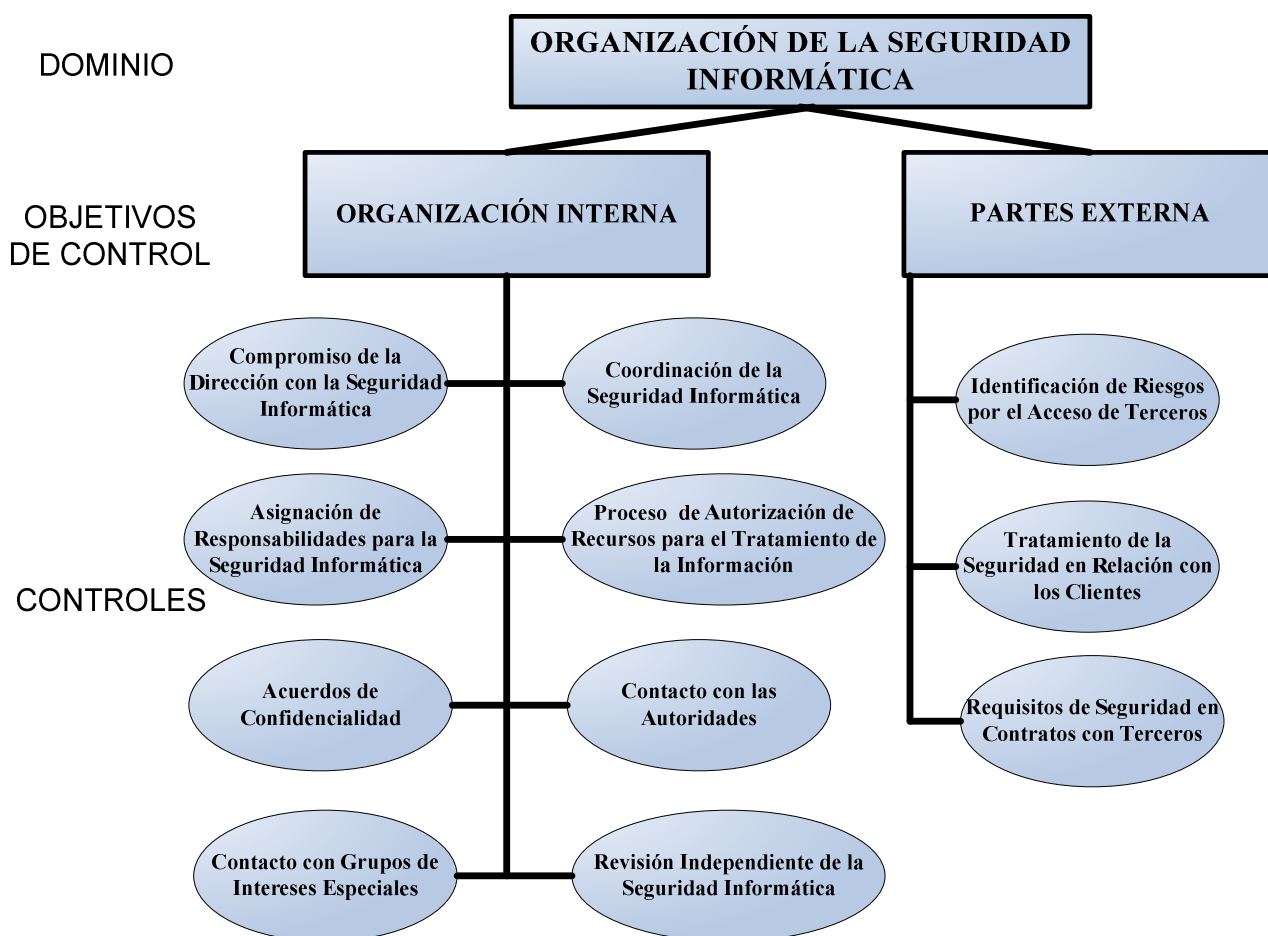 DOMINIO
ORGANIZACIÓN DE LA SEGURIDAD
INFORMÁTICA
OBJETIVOS
DE CONTROL
ORGANIZACIÓN INTERNA
PARTES EXTERNA
CONTROLES
Compromiso de la
Dirección con la Seguridad
Informática
Coordinación de la
Seguridad Informática
Asignación de
Responsabilidades para la
Seguridad Informática
Proceso de Autorización de
Recursos para el Tratamiento de
la Información
Acuerdos de
Confidencialidad
Contacto con las
Autoridades
Contacto con Grupos de
Intereses Especiales
Revisión Independiente de la
Seguridad Informática
Identificación de Riesgos
por el Acceso de Terceros
Tratamiento de la
Seguridad en Relación con
los Clientes
Requisitos de Seguridad en
Contratos con Terceros